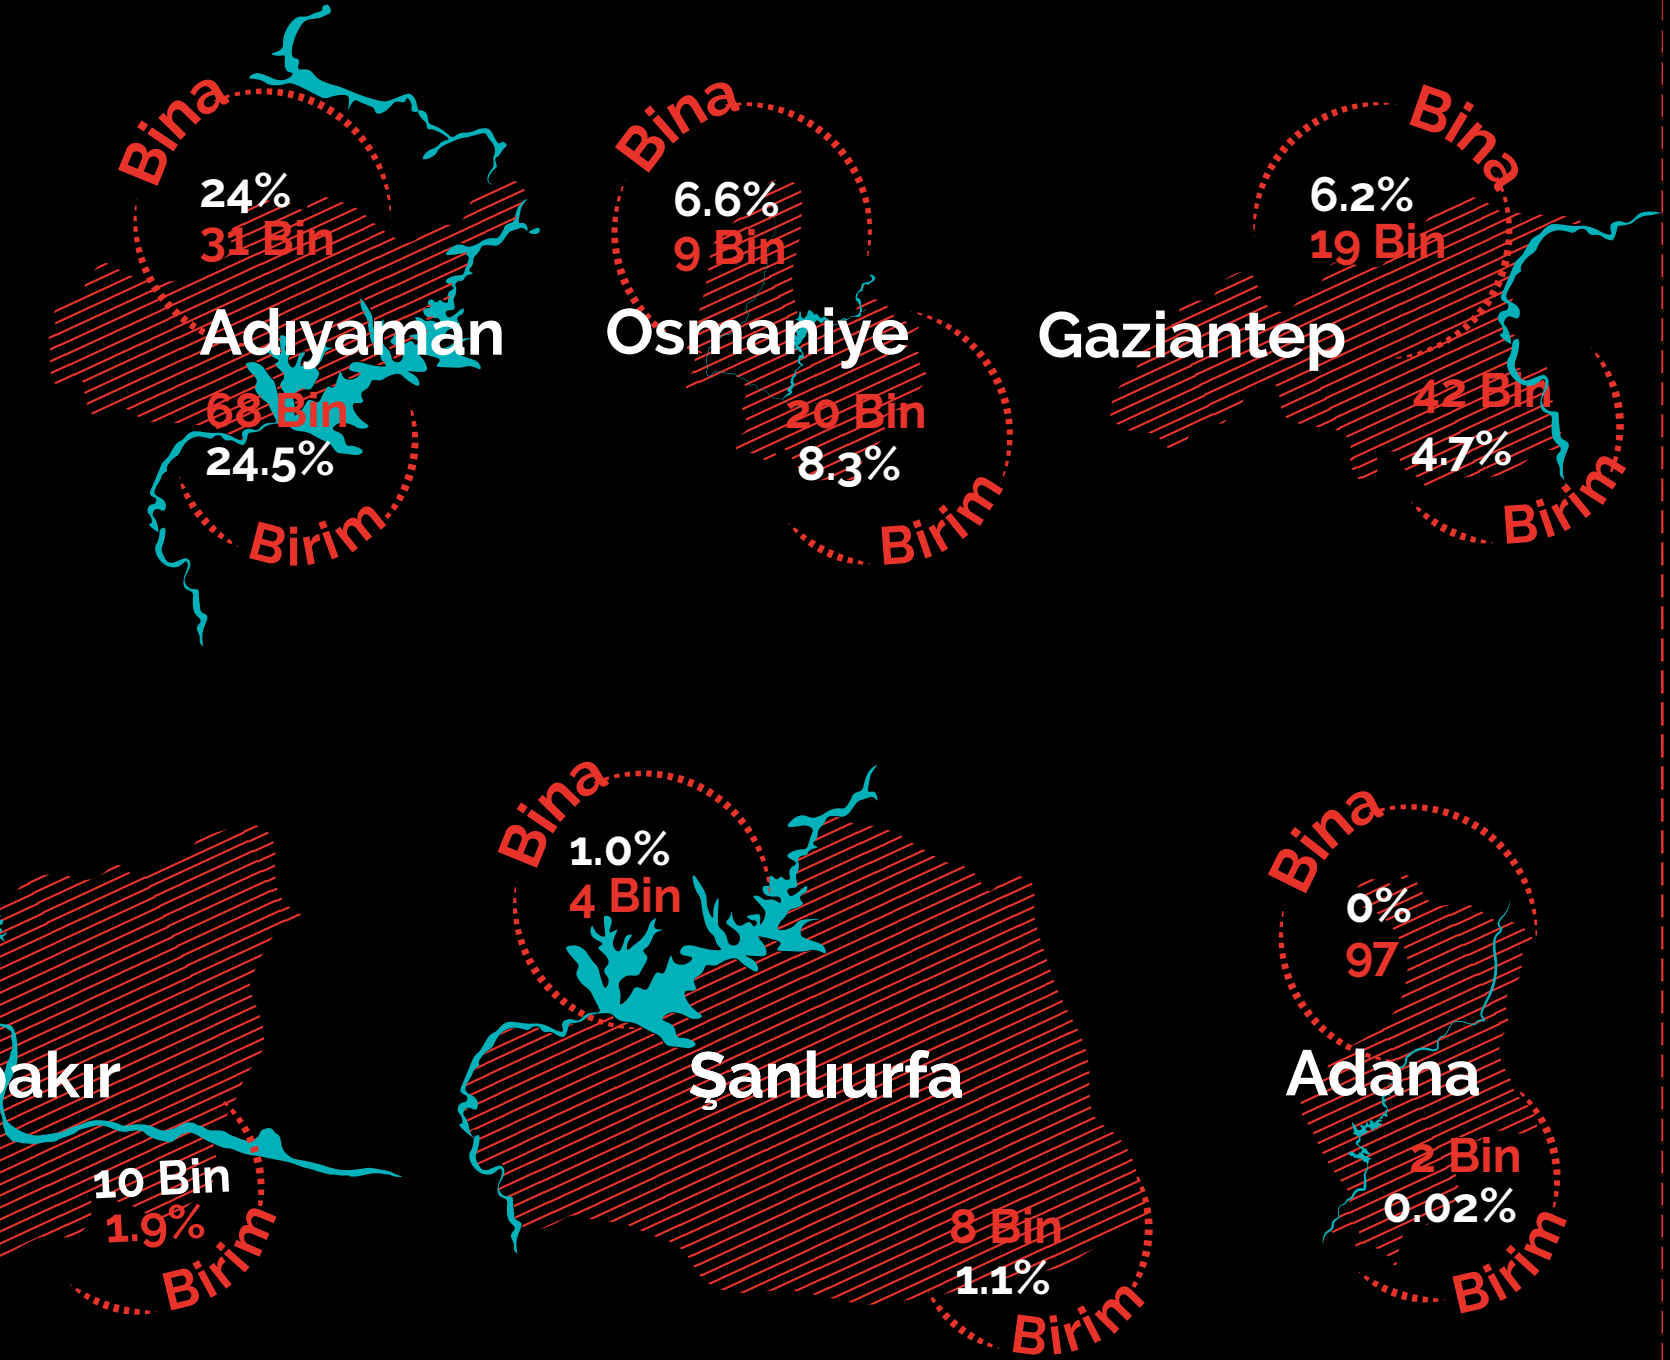 Bina
24%
31 Bin
Adıyaman
68 Bin
24.5%
Birim
Bina
6.6%
9 Bin
Osmaniye
20 Bin
8.3%
Birim
Bina
6.2%
19 Bin
Gaziantep
42 Bin
4.7%
Birim
akır
10 Bin
1.9%
Birim
Bina
1.0%
4 Bin
Şanlıurfa
8 Bin
1.1%
Birim
Bina
0%
97
Adana
2 Bin
0.02%
Birim